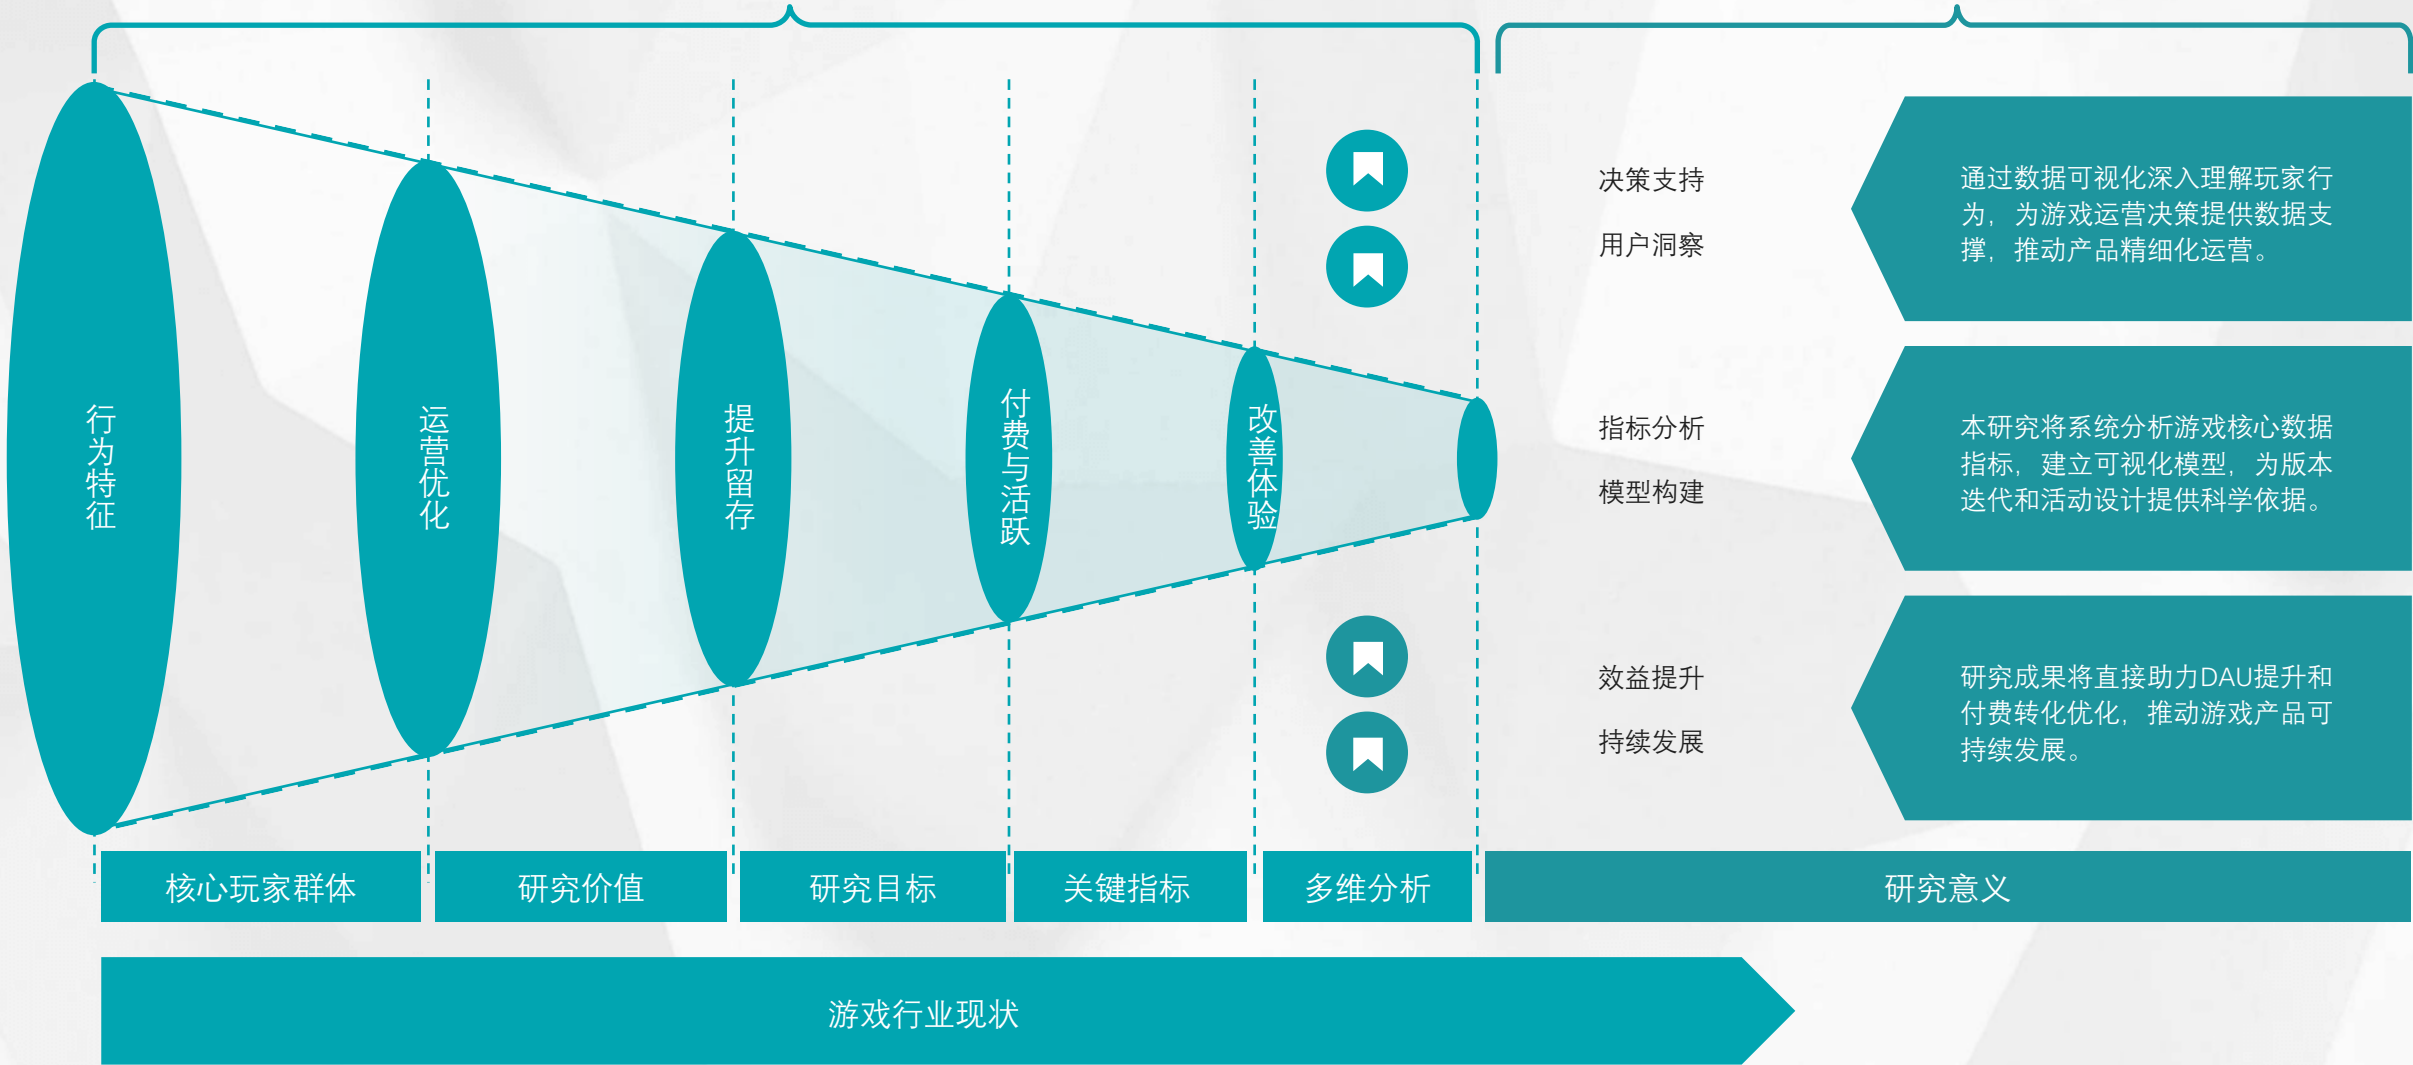 行为特征
运营优化
提升留存
付费与活跃
改善体验
决策支持
用户洞察
通过数据可视化深入理解玩家行
为，为游戏运营决策提供数据支
撑，推动产品精细化运营。
指标分析
模型构建
本研究将系统分析游戏核心数据
指标，建立可视化模型，为版本
迭代和活动设计提供科学依据。
效益提升
持续发展
研究成果将直接助力DAU提升和
付费转化优化，推动游戏产品可
持续发展。
核心玩家群体
研究价值
研究目标
关键指标
多维分析
研究意义
游戏行业现状